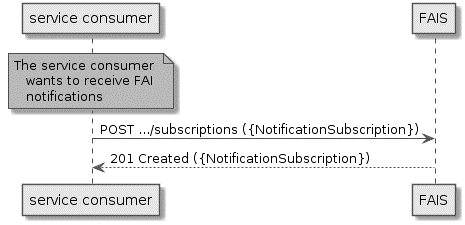 service consumer
FAIS
The service consumer
wants to receive FAI
notifications
POST .../subscriptions ({NotificationSubscription})
201 Created ({NotificationSubscription})
service consumer
FAIS